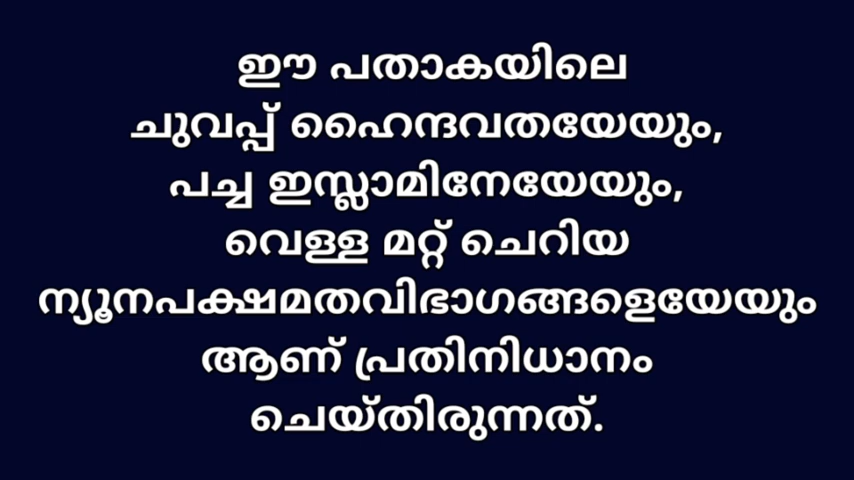 ഈ പതാകയിലെ
ചുവപ്പ് ഹൈന്ദവതയേയും,
പച്ച ഇസ്ലാമിനേയേയും,
വെള്ള മറ്റ് ചെറിയ
ന്യൂനപക്ഷമതവിഭാഗങ്ങളെയേയും
ആണ് പ്രതിനിധാനം
ചെയ്തിരുന്നത്.